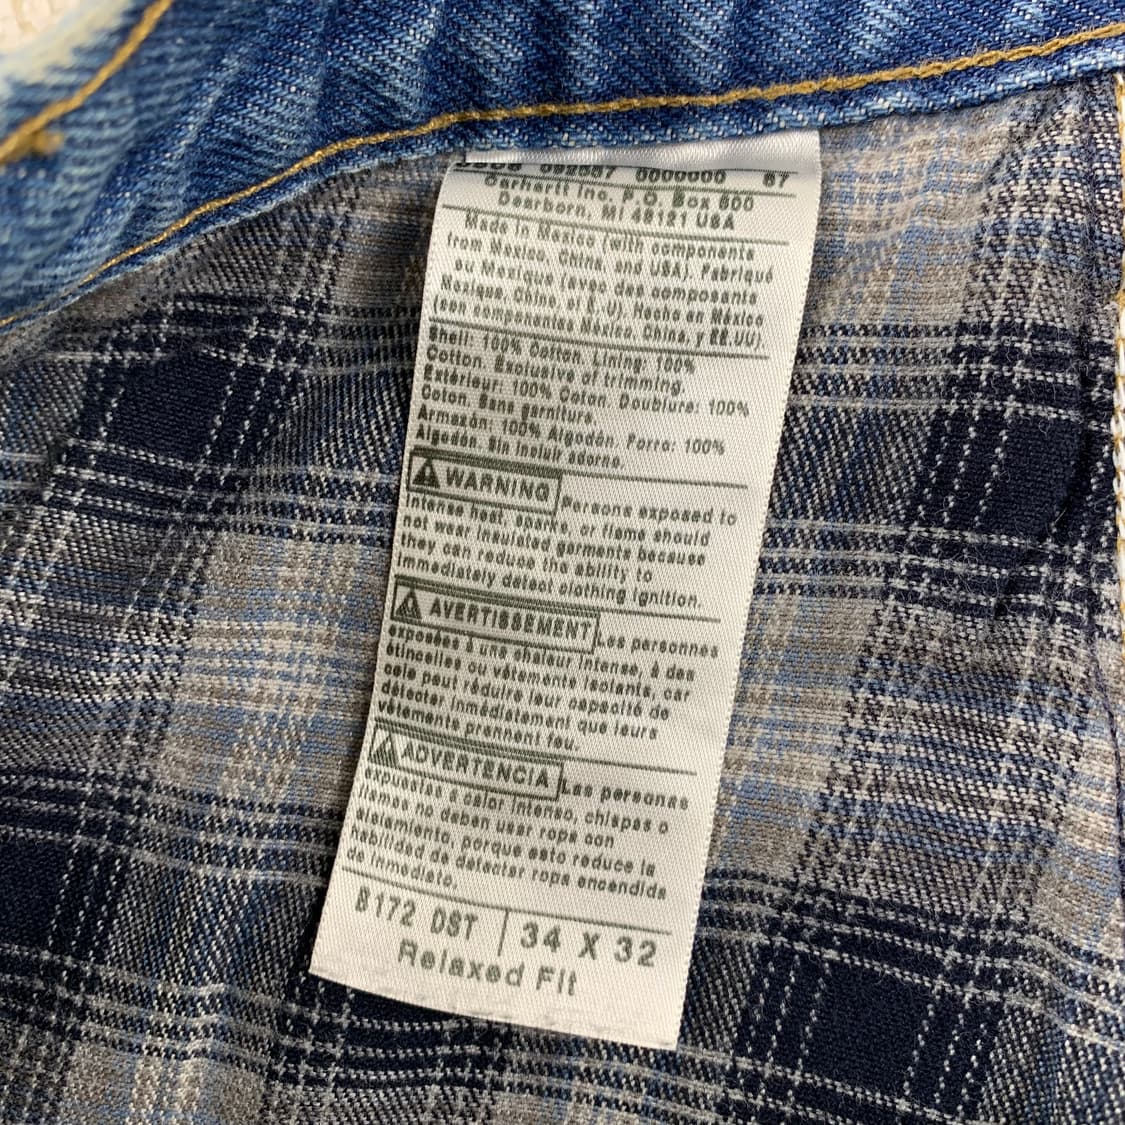 0000000 87
Carhartt Inc. P.O. Box 600
Dearborn, MI 48121 USA
Made in Mexico (with components
from Mexico, China, and USA). Fabriqué
au Mexique (avec des composants
Mexique, Chine, et É.-U). Hecho en México
(con componentes México, China, y EE.UU).
Shell: 100% Cotton. Lining: 100%
Cotton. Exclusive of trimming.
Extérieur: 100% Coton. Doublure: 100%
Coton. Sans garniture.
Armazón: 100% Algodón. Forro: 100%
Algodón. Sin incluir adorno.
WARNING Persons exposed to
intense heat, sparks, or flame should
not wear insulated garments because
they can reduce the ability to
immediately detect clothing ignition.
AVERTISSEMENT Les personnes
exposées à une chaleur intense, à des
étincelles ou vêtements isolants, car
cela peut réduire leur capacité de
détecter immédiatement que leurs
vêtements prennent feu.
ADVERTENCIA Las personas
expuestas a calor intenso, chispas o
llamas no deben usar ropa con
aislamiento, porque esto reduce la
habilidad de detectar ropa encendida
de inmediato.
B172 DST | 34 X 32
Relaxed Fit